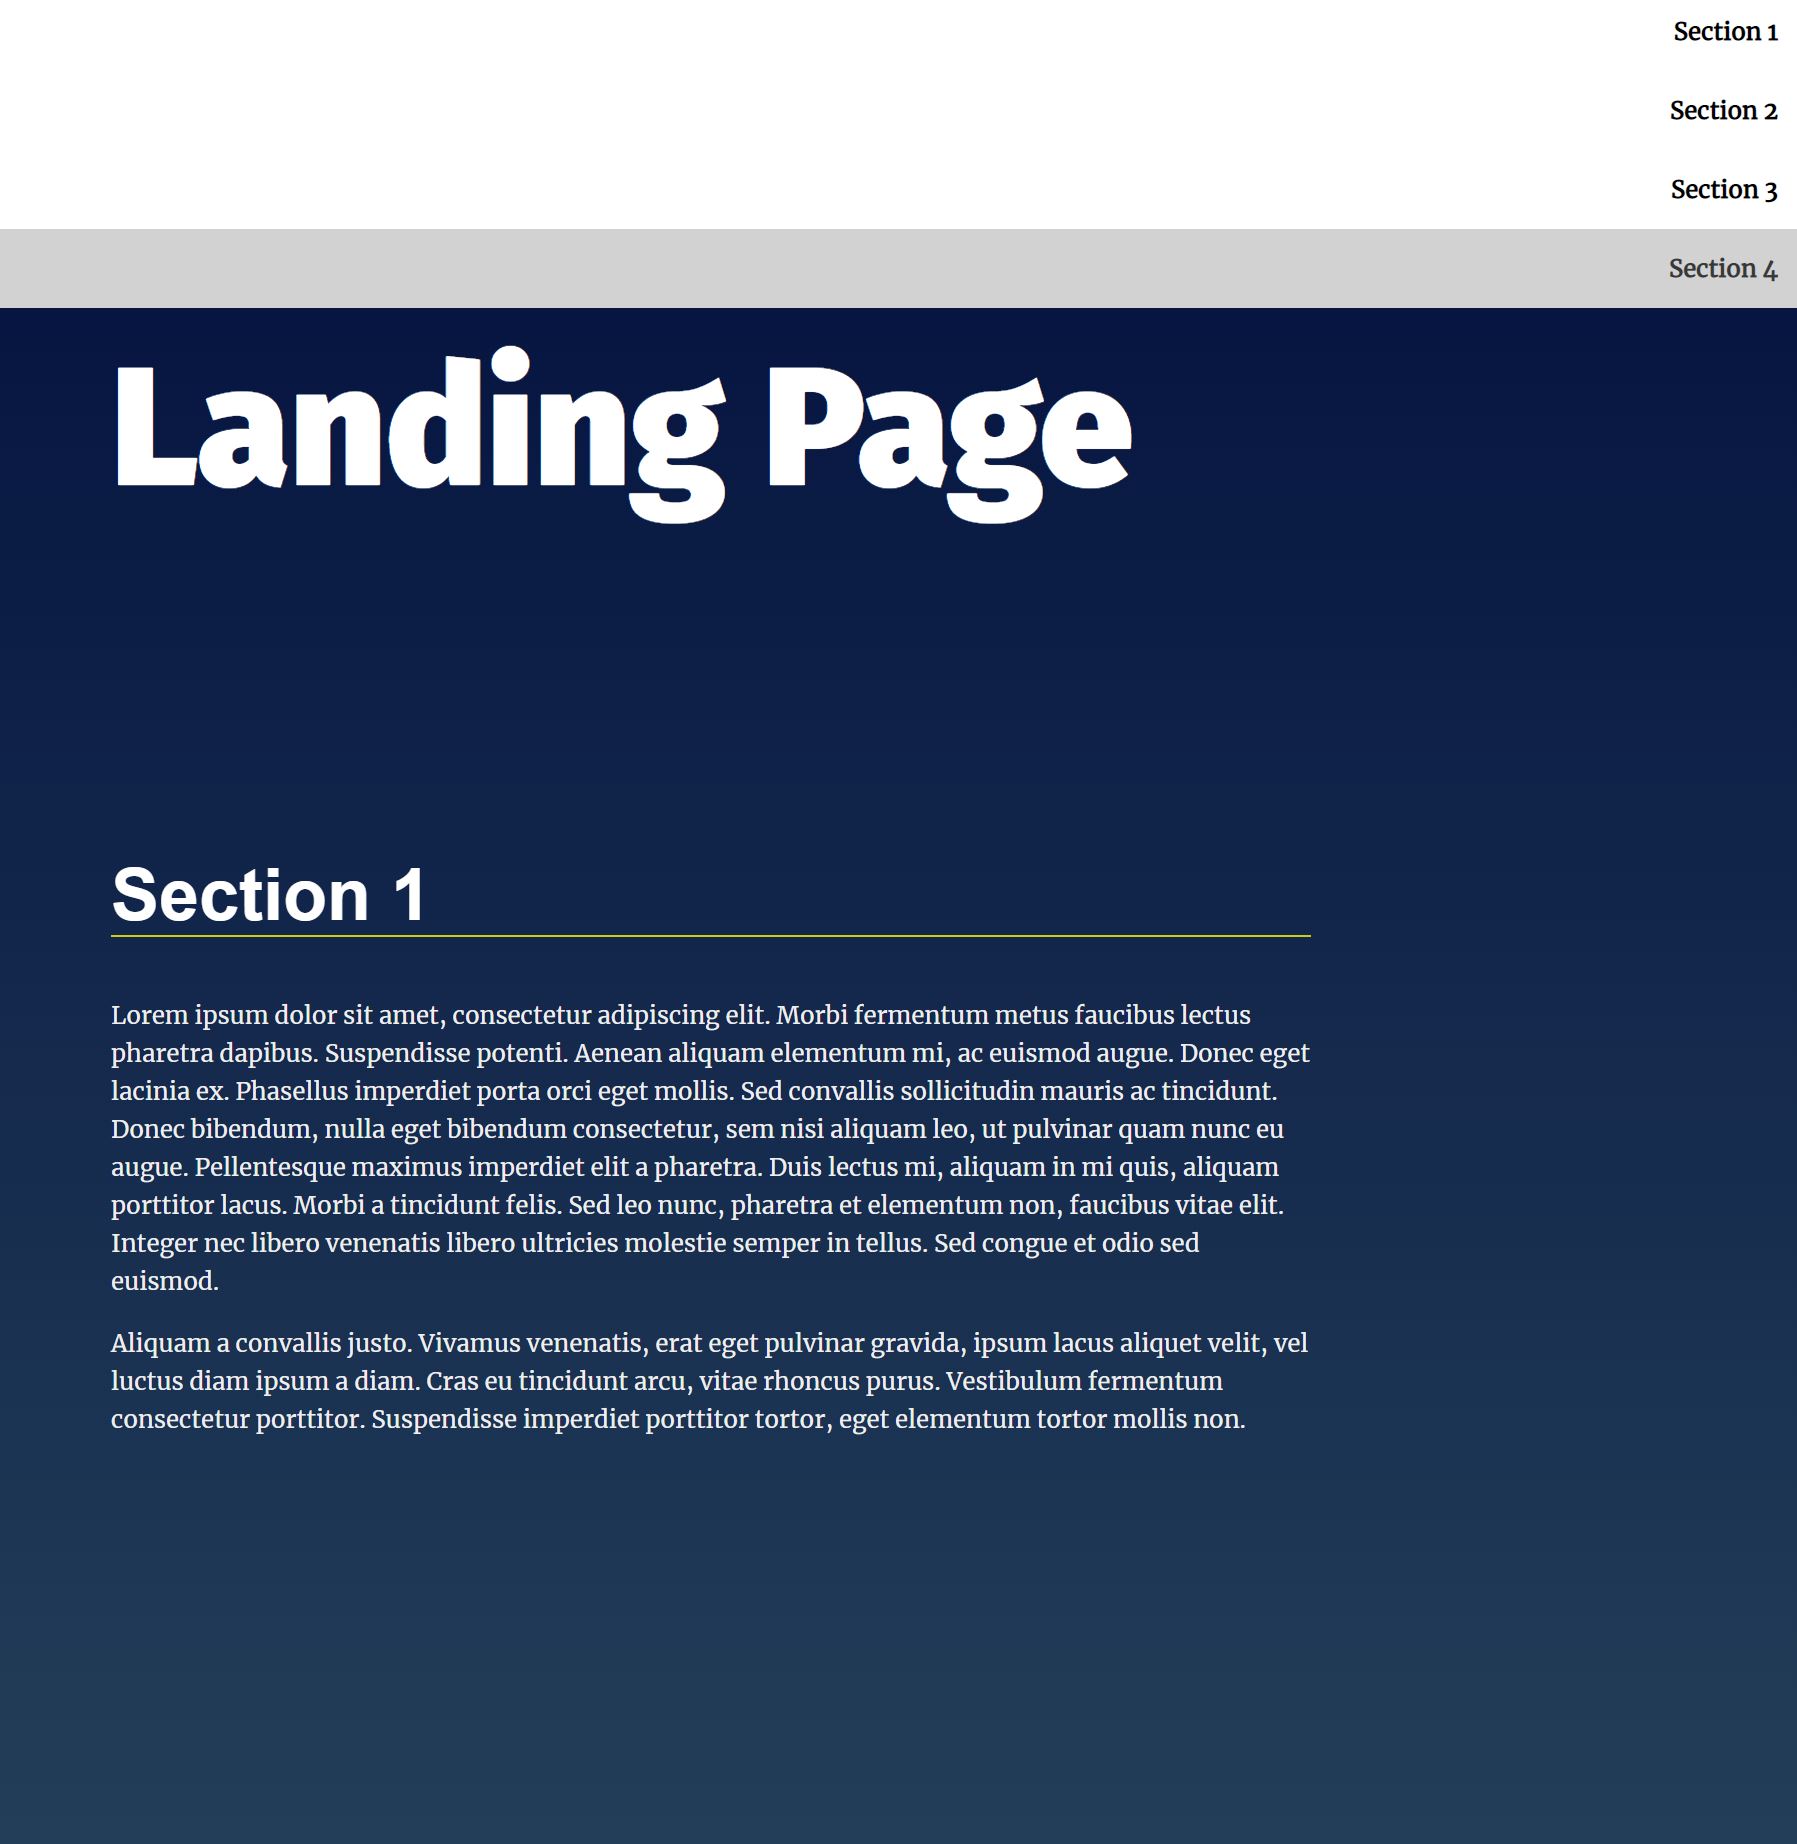 Section 1
Section 2
Section 3
Section 4
Landing Page
Section 1
Lorem ipsum dolor sit amet, consectetur adipiscing elit. Morbi fermentum metus faucibus lectus
pharetra dapibus. Suspendisse potenti. Aenean aliquam elementum mi, ac euismod augue. Donec eget
lacinia ex. Phasellus imperdiet porta orci eget mollis. Sed convallis sollicitudin mauris ac tincidunt.
Donec bibendum, nulla eget bibendum consectetur, sem nisi aliquam leo, ut pulvinar quam nunc eu
augue. Pellentesque maximus imperdiet elit a pharetra. Duis lectus mi, aliquam in mi quis, aliquam
porttitor lacus. Morbi a tincidunt felis. Sed leo nunc, pharetra et elementum non, faucibus vitae elit.
Integer nec libero venenatis libero ultricies molestie semper in tellus. Sed congue et odio sed
euismod.
Aliquam a convallis justo. Vivamus venenatis, erat eget pulvinar gravida, ipsum lacus aliquet velit, vel
luctus diam ipsum a diam. Cras eu tincidunt arcu, vitae rhoncus purus. Vestibulum fermentum
consectetur porttitor. Suspendisse imperdiet porttitor tortor, eget elementum tortor mollis non.